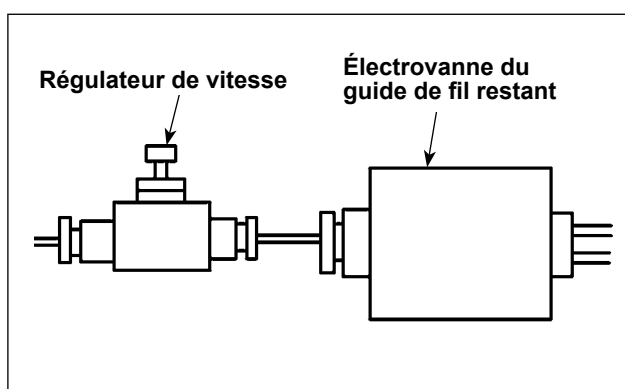 Régulateur de vitesse
Électrovanne du
guide de fil restant